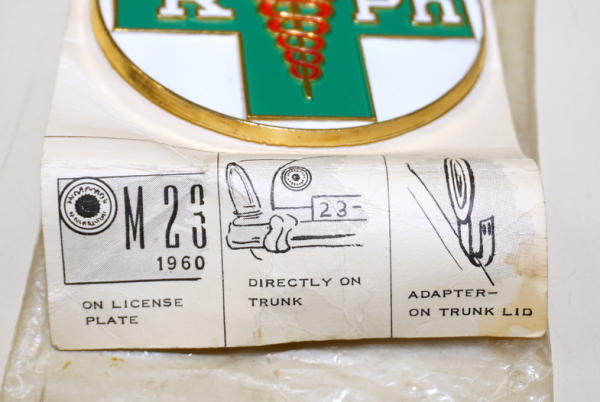 R Ph
M 23
1960
23-
ON LICENSE
PLATE
DIRECTLY ON
TRUNK
ADAPTER-
ON TRUNK LID